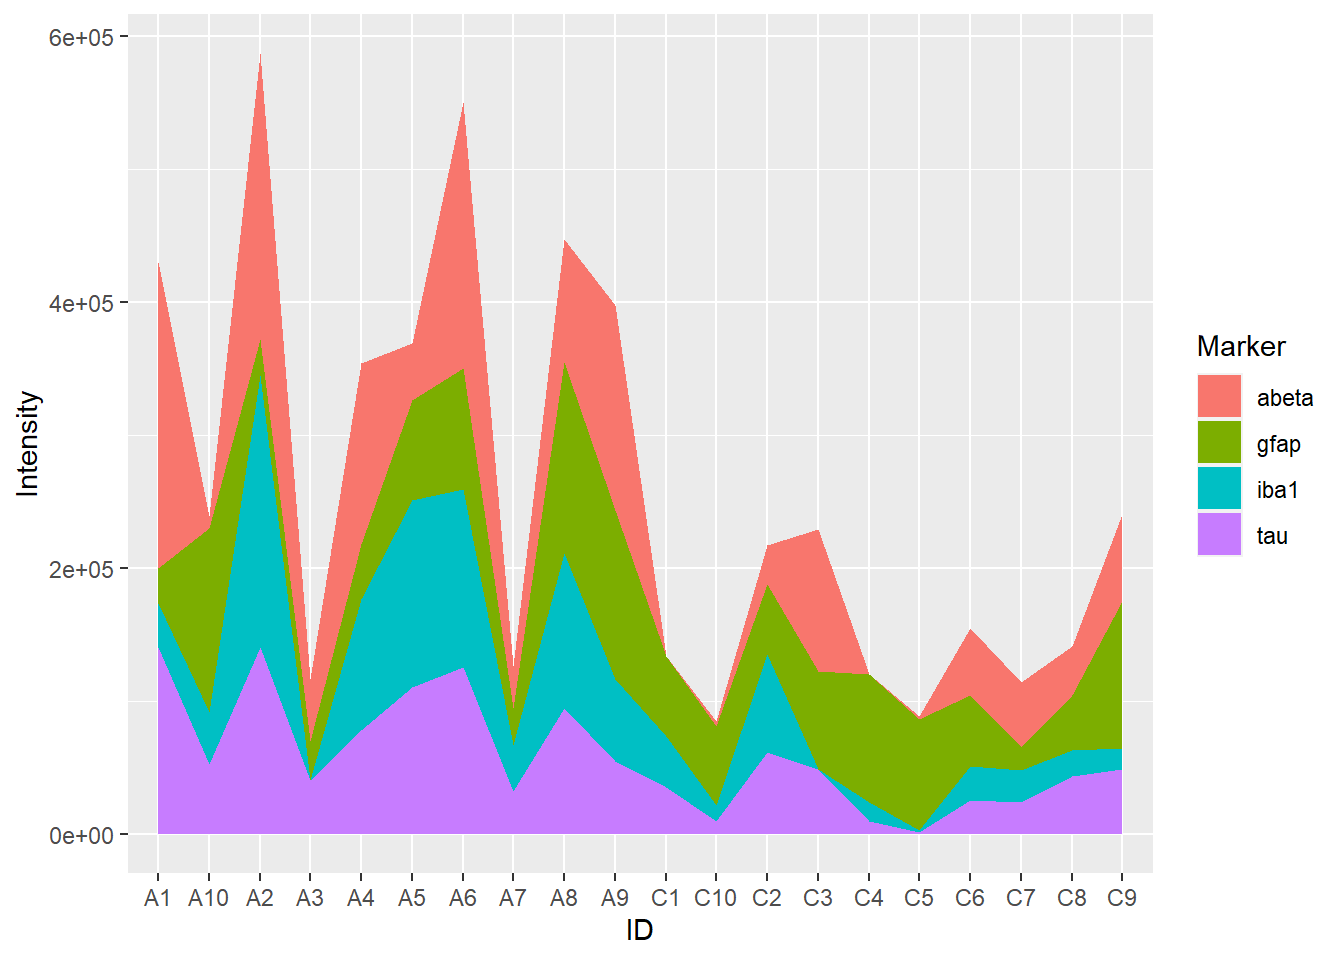 6e+05
4e+05
2e+05
0e+00
Intensity
A1 A10 A2 A3 A4 A5 A6 A7 A8 A9 C1 C10 C2 C3 C4 C5 C6 C7 C8 C9
ID
Marker
abeta
gfap
iba1
tau